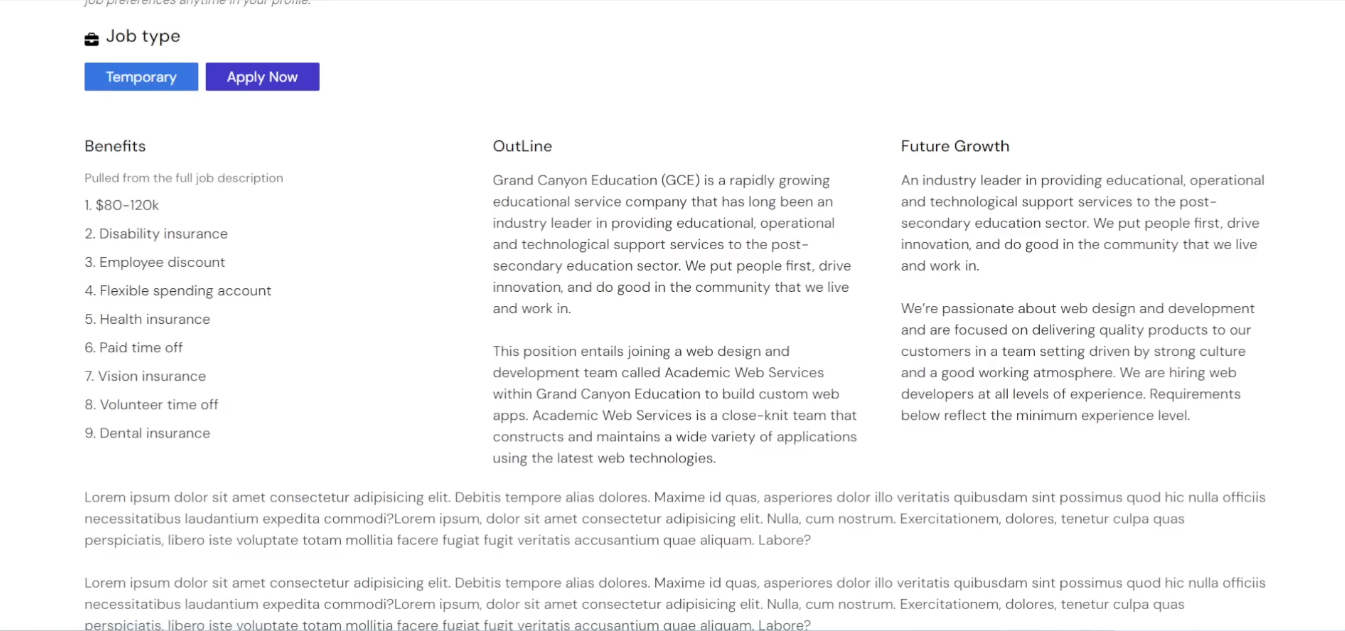 job preferences anytime in your profile.
Job type
Temporary
Apply Now
Benefits
Pulled from the full job description
1. $80-120k
2. Disability insurance
3. Employee discount
4. Flexible spending account
5. Health insurance
6. Paid time off
7. Vision insurance
8. Volunteer time off
9. Dental insurance
OutLine
Grand Canyon Education (GCE) is a rapidly growing
educational service company that has long been an
industry leader in providing educational, operational
and technological support services to the post-
secondary education sector. We put people first, drive
innovation, and do good in the community that we live
and work in.
This position entails joining a web design and
development team called Academic Web Services
within Grand Canyon Education to build custom web
apps. Academic Web Services is a close-knit team that
constructs and maintains a wide variety of applications
using the latest web technologies.
Future Growth
An industry leader in providing educational, operational
and technological support services to the post-
secondary education sector. We put people first, drive
innovation, and do good in the community that we live
and work in.
We're passionate about web design and development
and are focused on delivering quality products to our
customers in a team setting driven by strong culture
and a good working atmosphere. We are hiring web
developers at all levels of experience. Requirements
below reflect the minimum experience level.
Lorem ipsum dolor sit amet consectetur adipisicing elit. Debitis tempore alias dolores. Maxime id quas, asperiores dolor illo veritatis quibusdam sint possimus quod hic nulla officiis
necessitatibus laudantium expedita commodi?Lorem ipsum, dolor sit amet consectetur adipisicing elit. Nulla, cum nostrum. Exercitationem, dolores, tenetur culpa quas
perspiciatis, libero iste voluptate totam mollitia facere fugiat fugit veritatis accusantium quae aliquam. Labore?
Lorem ipsum dolor sit amet consectetur adipisicing elit. Debitis tempore alias dolores. Maxime id quas, asperiores dolor illo veritatis quibusdam sint possimus quod hic nulla officiis
necessitatibus laudantium expedita commodi?Lorem ipsum, dolor sit amet consectetur adipisicing elit. Nulla, cum nostrum. Exercitationem, dolores, tenetur culpa quas
perspiciatis, libero iste voluptate totam mollitia facere fugiat fugit veritatis accusantium quae aliquam. Labore?